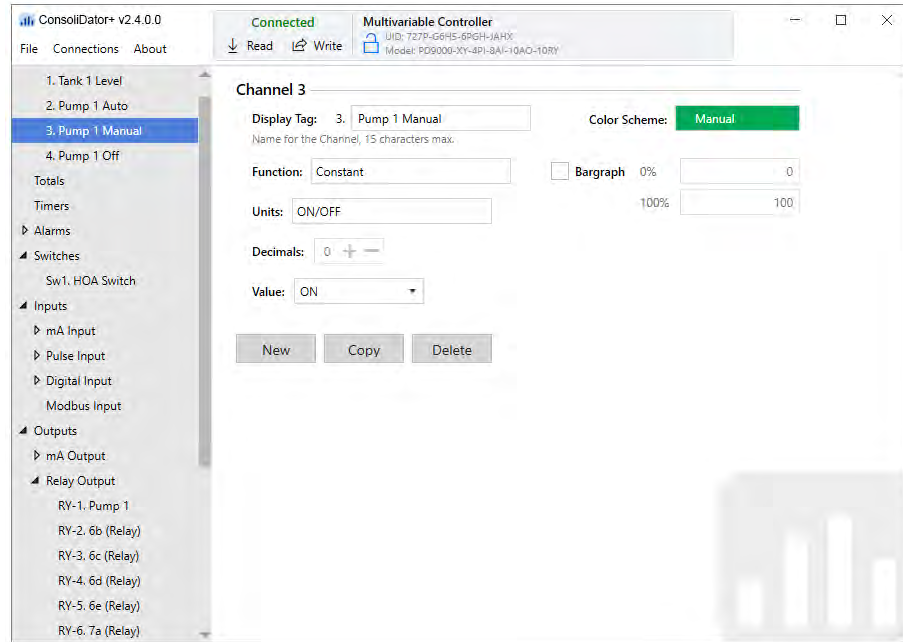 ConsoliDator+ v2.4.0.0
File Connections About
Connected
Read Write
Multivariable Controller
UID: 727P-G6H5-6PGH-JAHX
Model: PD9000-XY-4PI-8AI-10AO-10RY
1. Tank 1 Level
2. Pump 1 Auto
3. Pump 1 Manual
4. Pump 1 Off
Totals
Timers
Alarms
Switches
Sw1. HOA Switch
Inputs
mA Input
Pulse Input
Digital Input
Modbus Input
Outputs
mA Output
Relay Output
RY-1. Pump 1
RY-2. 6b (Relay)
RY-3. 6c (Relay)
RY-4. 6d (Relay)
RY-5. 6e (Relay)
RY-6. 7a (Relay)
Channel 3
Display Tag: 3. Pump 1 Manual
Name for the Channel, 15 characters max.
Color Scheme: Manual
Function: Constant
Bargraph 0% 0
100% 100
Units: ON/OFF
Decimals: 0
Value: ON
New Copy Delete